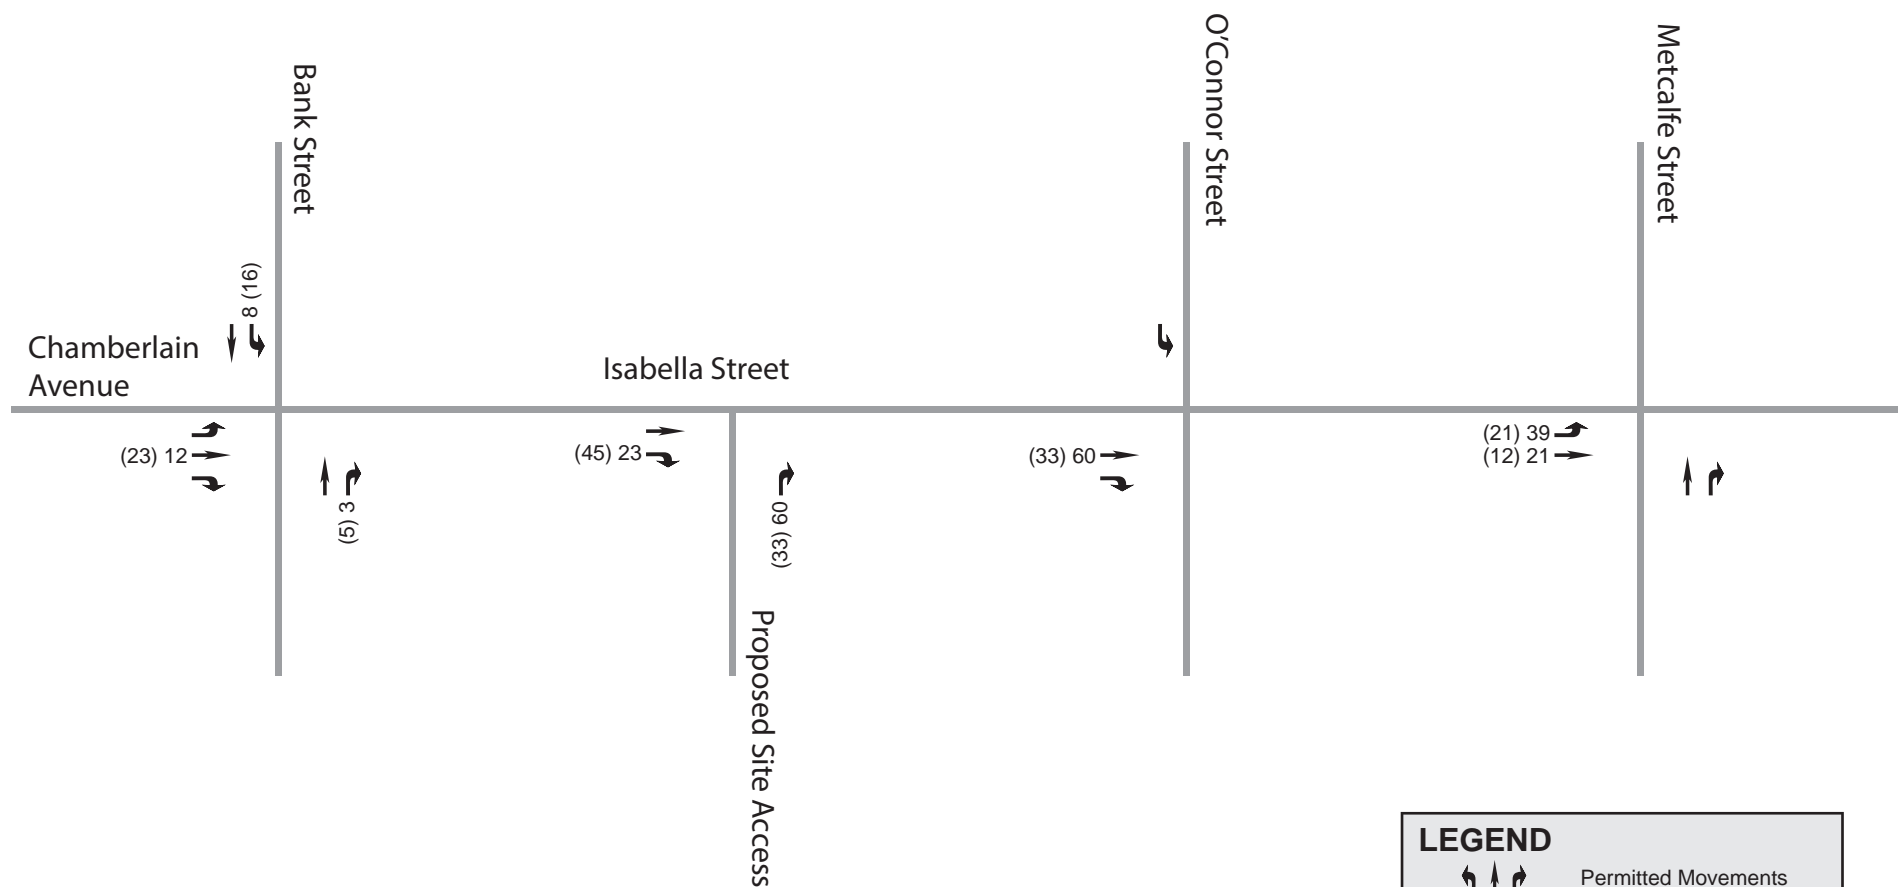 Bank Street
O'Connor Street
Metcalfe Street
8 (16)
Chamberlain
Avenue
Isabella Street
(23) 12
(5) 3
(45) 23
(33) 60
(33) 60
(21) 39
(12) 21
Proposed Site Access
LEGEND
Permitted Movements